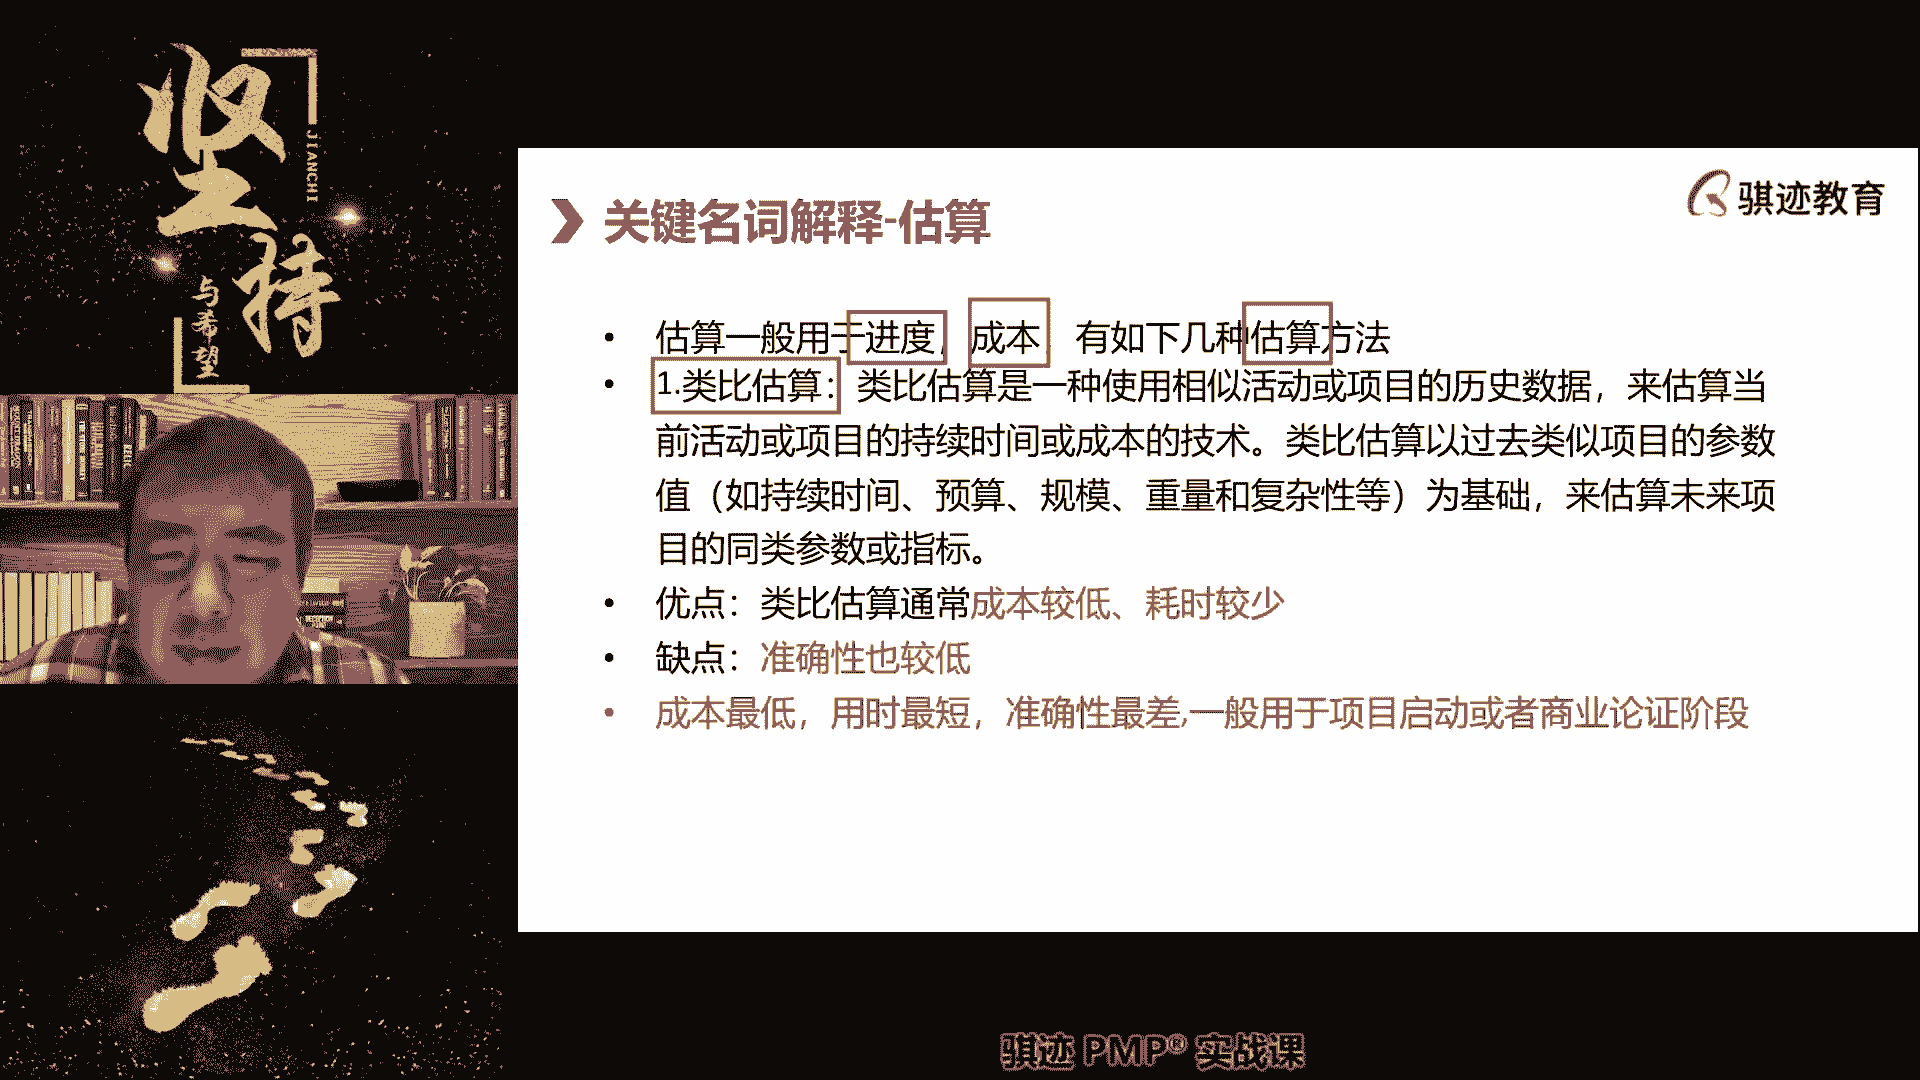 坚持
JIANCHI
与希望
骐迹教育
关键名词解释-估算
• 估算一般用于进度，成本，有如下几种估算方法
• 1.类比估算：类比估算是一种使用相似活动或项目的历史数据，来估算当
前活动或项目的持续时间或成本的技术。类比估算以过去类似项目的参数
值（如持续时间、预算、规模、重量和复杂性等）为基础，来估算未来项
目的同类参数或指标。
• 优点：类比估算通常成本较低、耗时较少
• 缺点：准确性也较低
• 成本最低，用时最短，准确性最差,一般用于项目启动或者商业论证阶段
骐迹 PMP® 实战课